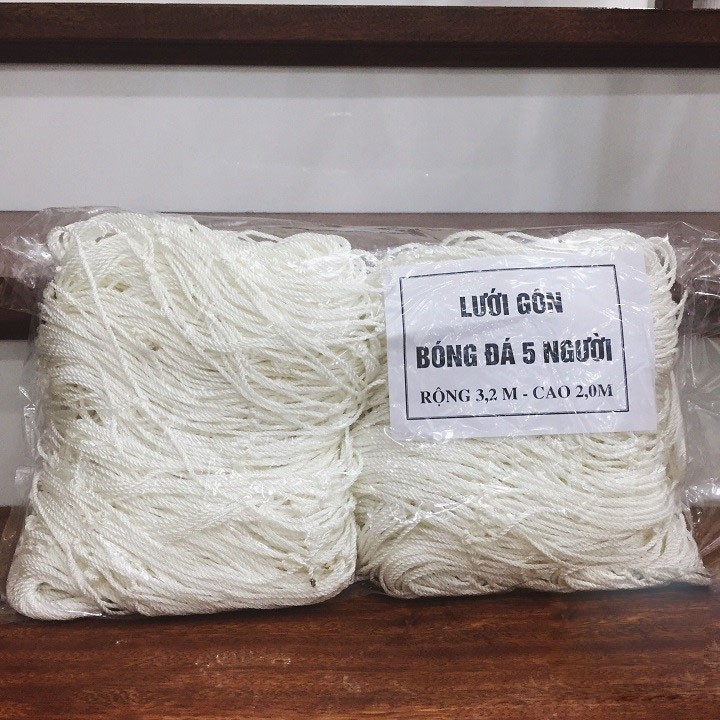 LƯỚI GÔN
BÓNG ĐÁ 5 NGƯỜI
RỘNG 3,2 M - CAO 2,0M